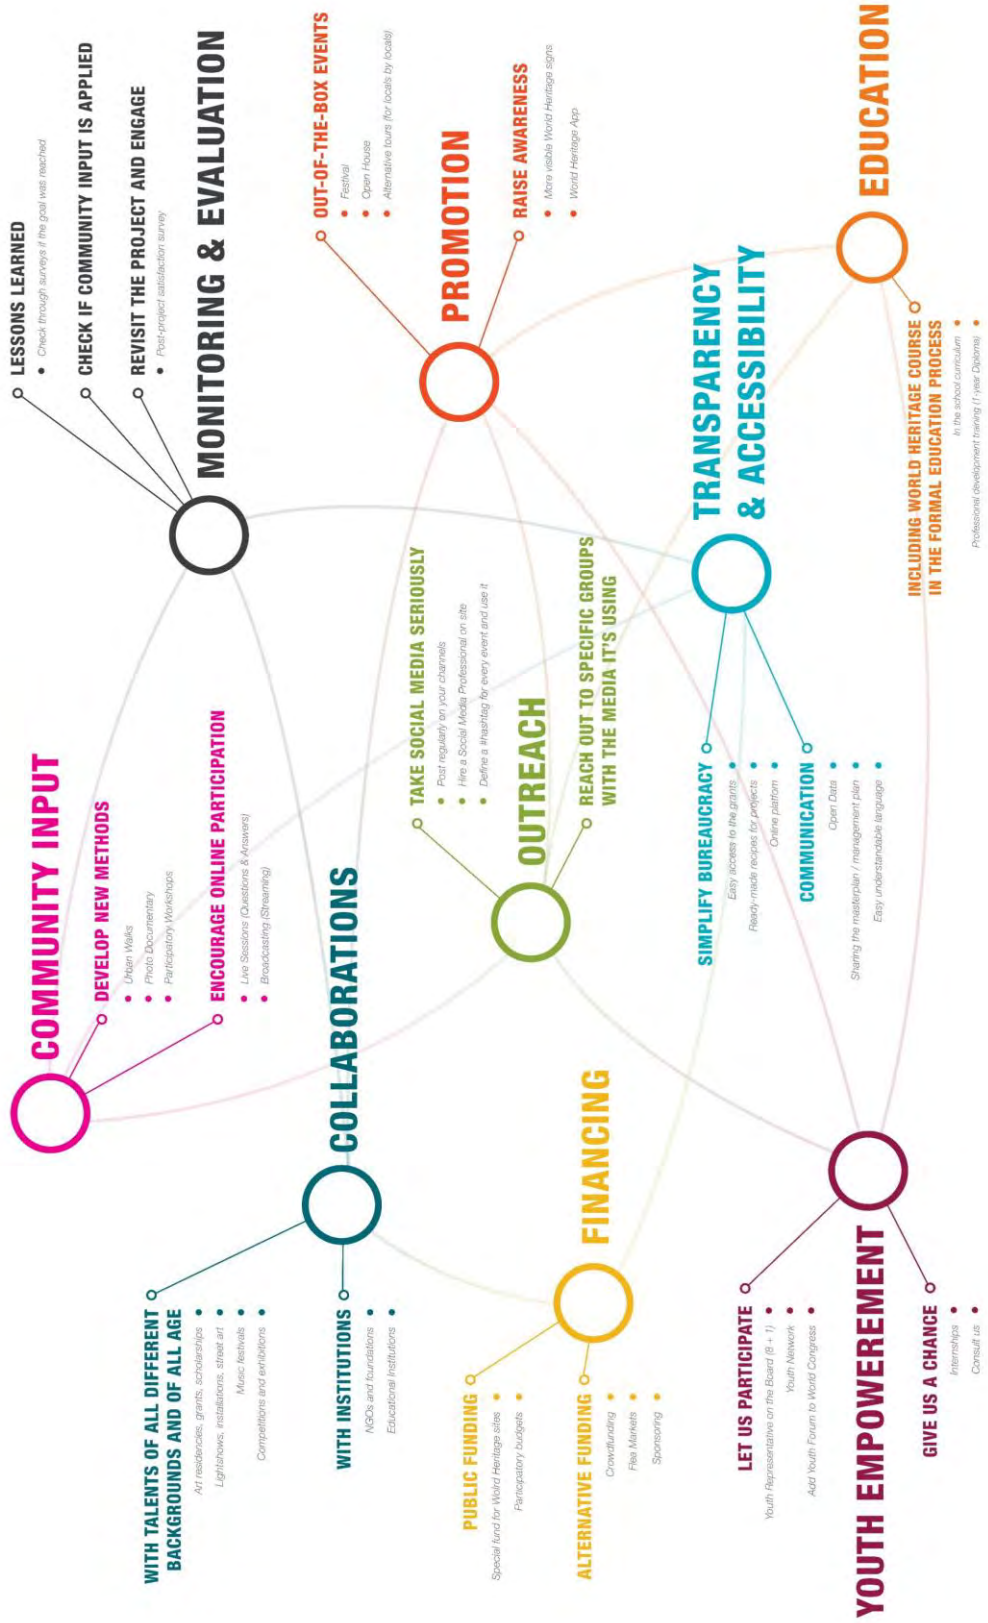 COMMUNITY INPUT
DEVELOP NEW METHODS
Urban Walks
Photo Documentary
Participatory Workshops
ENCOURAGE ONLINE PARTICIPATION
Live Sessions (Questions & Answers)
Broadcasting (Streaming)
LESSONS LEARNED
Check through surveys if the goal was reached
CHECK IF COMMUNITY INPUT IS APPLIED
REVISIT THE PROJECT AND ENGAGE
Post-project satisfaction survey
MONITORING & EVALUATION
WITH TALENTS OF ALL DIFFERENT
BACKGROUNDS AND OF ALL AGE
Art residencies, grants, scholarships
Lightshows, installations, street art
Music festivals
Competitions and exhibitions
WITH INSTITUTIONS
NGOs and foundations
Educational Institutions
COLLABORATIONS
OUT-OF-THE-BOX EVENTS
Festival
Open House
Alternative tours (for locals by locals)
PROMOTION
RAISE AWARENESS
More visible World Heritage signs
World Heritage App
TAKE SOCIAL MEDIA SERIOUSLY
Post regularly on your channels
Hire a Social Media Professional on site
Define a #hashtag for every event and use it
OUTREACH
REACH OUT TO SPECIFIC GROUPS
WITH THE MEDIA IT'S USING
PUBLIC FUNDING
Special fund for Wolrd Heritage sites
Participatory budgets
ALTERNATIVE FUNDING
Crowdfunding
Flea Markets
Sponsoring
FINANCING
TRANSPARENCY
& ACCESSIBILITY
SIMPLIFY BUREAUCRACY
Easy access to the grants
Ready-made recipes for projects
Online platfom
COMMUNICATION
Open Data
Sharing the masterplan / management plan
Easy understandable language
EDUCATION
INCLUDING WORLD HERITAGE COURSE
IN THE FORMAL EDUCATION PROCESS
In the school curriculum
Professional development training (1-year Diploma)
LET US PARTICIPATE
Youth Representative on the Board (8 + 1)
Youth Network
Add Youth Forum to World Congress
YOUTH EMPOWEREMENT
GIVE US A CHANCE
Internships
Consult us